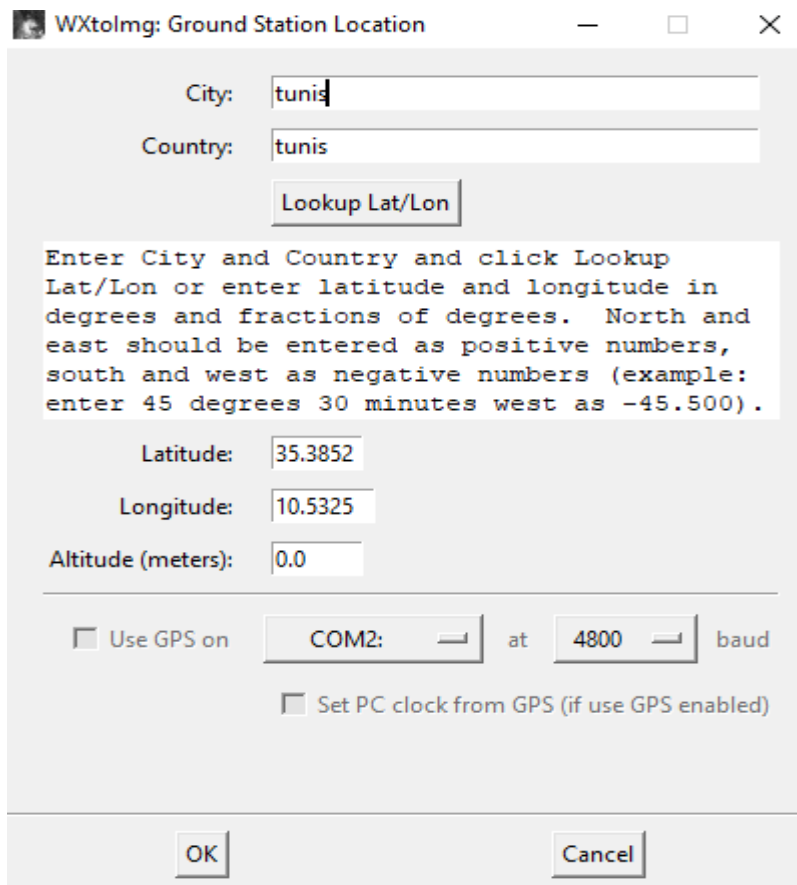 WXtoImg: Ground Station Location
City: tunis
Country: tunis
Lookup Lat/Lon
Enter City and Country and click Lookup
Lat/Lon or enter latitude and longitude in
degrees and fractions of degrees.  North and
east should be entered as positive numbers,
south and west as negative numbers (example:
enter 45 degrees 30 minutes west as -45.500).
Latitude: 35.3852
Longitude: 10.5325
Altitude (meters): 0.0
Use GPS on COM2: at 4800 baud
Set PC clock from GPS (if use GPS enabled)
OK Cancel